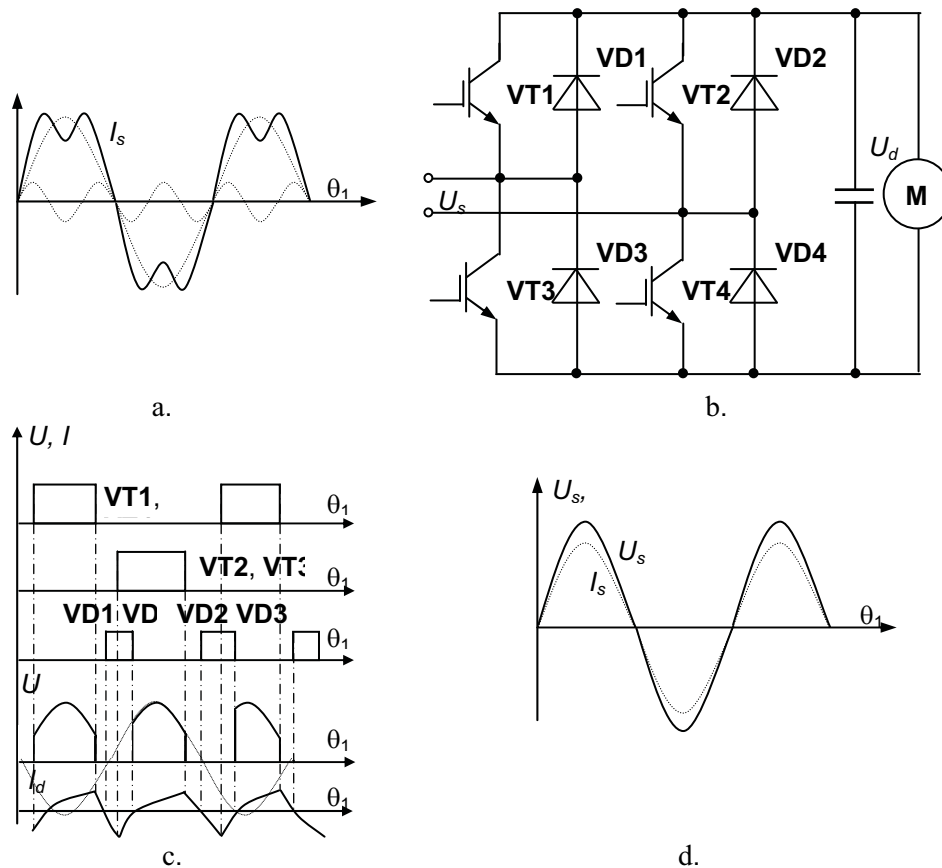 I_s
θ_1
a.
VD1
VD2
VT1
VT2
U_d
M
U_s
VD3
VD4
VT3
VT4
b.
U, I
VT1,
θ_1
VT2, VT3
θ_1
VD1 VD
VD2 VD3
θ_1
U
θ_1
I_d
θ_1
c.
U_s,
U_s
I_s
θ_1
d.